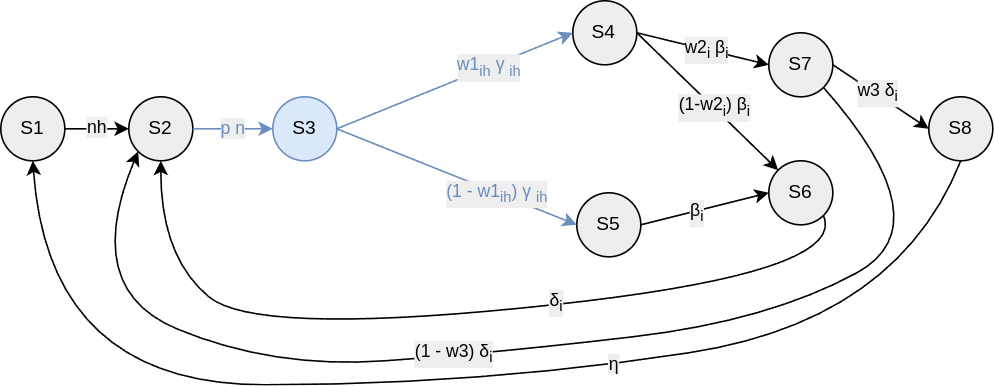 S4
w2i βi
S7
w1ih γ ih
w3 δi
(1-w2i) βi
S1
nh
S2
p n
S3
S8
(1 - w1ih) γ ih
S6
S5
βi
δi
(1 - w3) δi
η